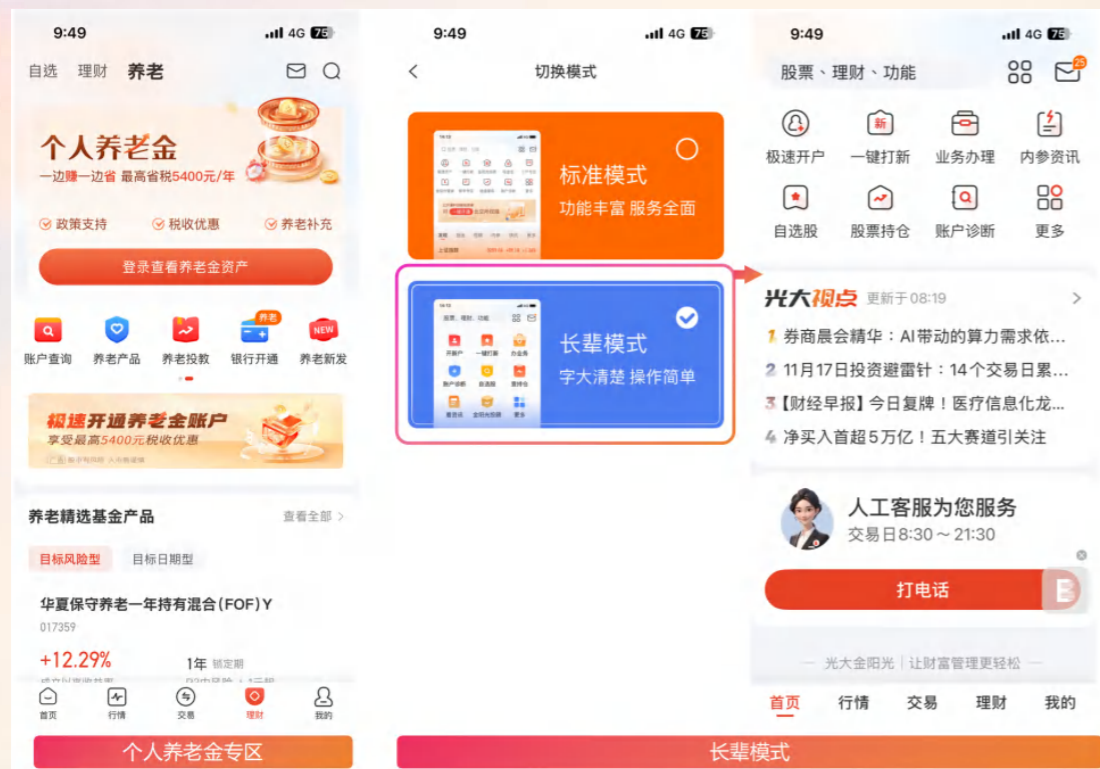 9:49
4G 75
自选 理财 养老
个人养老金
一边赚一边省 最高省税5400元/年
政策支持 税收优惠 养老补充
登录查看养老金资产
养老
NEW
账户查询 养老产品 养老投教 银行开通 养老新发
极速开通养老金账户
享受最高5400元税收优惠
养老精选基金产品 查看全部
目标风险型 目标日期型
华夏保守养老一年持有混合(FOF)Y
017359
+12.29% 1年 锁定期
首页 行情 交易 理财 我的
个人养老金专区
9:49
4G 75
切换模式
标准模式
功能丰富 服务全面
长辈模式
字大清楚 操作简单
9:49
4G 75
股票、理财、功能
25
新
极速开户 一键打新 业务办理 内参资讯
自选股 股票持仓 账户诊断 更多
光大视点 更新于08:19
1 券商晨会精华：AI带动的算力需求依...
2 11月17日投资避雷针：14个交易日累...
3【财经早报】今日复牌！医疗信息化龙...
4 净买入首超5万亿！五大赛道引关注
人工客服为您服务
交易日8:30～21:30
打电话
光大金阳光｜让财富管理更轻松
首页 行情 交易 理财 我的
长辈模式